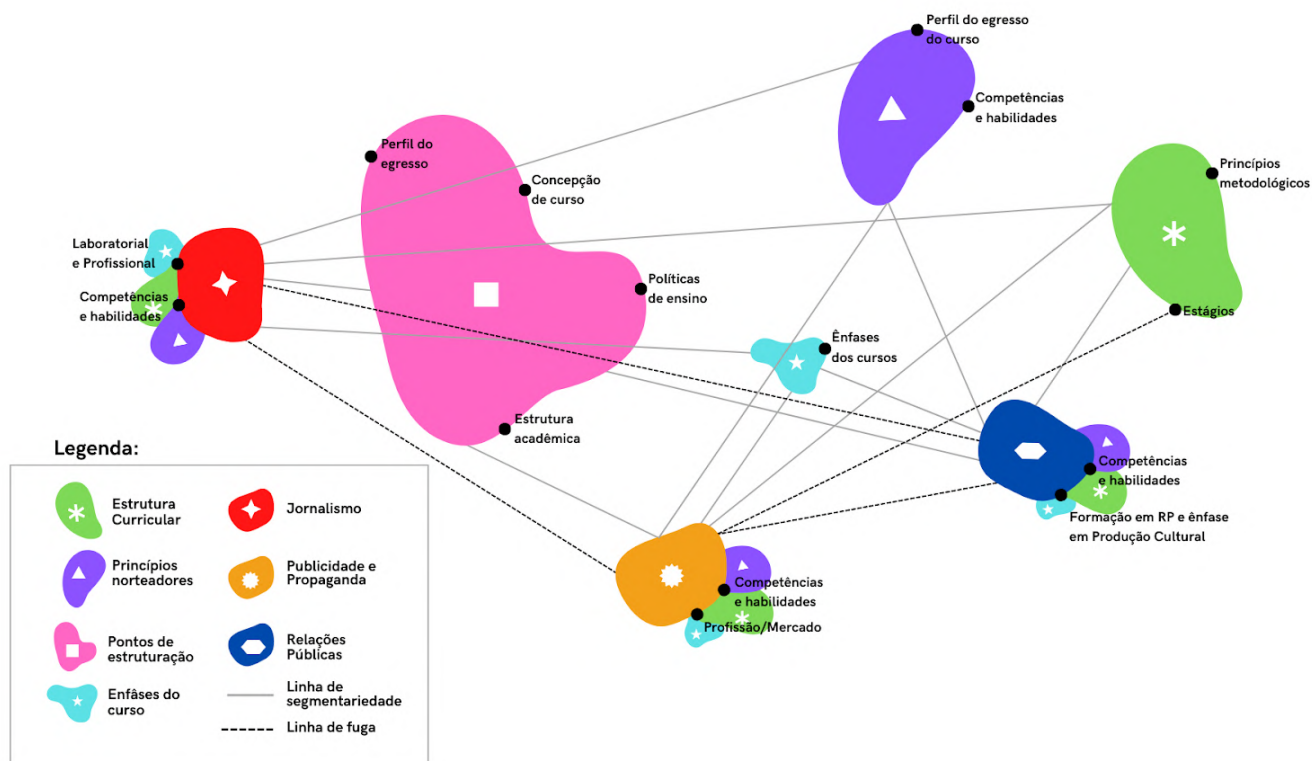 Perfil do egresso
do curso
Competências
e habilidades
Princípios
metodológicos
Estágios
Perfil do
egresso
Concepção
de curso
Políticas
de ensino
Estrutura
acadêmica
Laboratorial
e Profissional
Competências
e habilidades
Ênfases
dos cursos
Competências
e habilidades
Formação em RP e ênfase
em Produção Cultural
Competências
e habilidades
Profissão/Mercado
Legenda:
Estrutura
Curricular
Jornalismo
Princípios
norteadores
Publicidade e
Propaganda
Pontos de
estruturação
Relações
Públicas
Enfâses do
curso
Linha de
segmentariedade
Linha de fuga